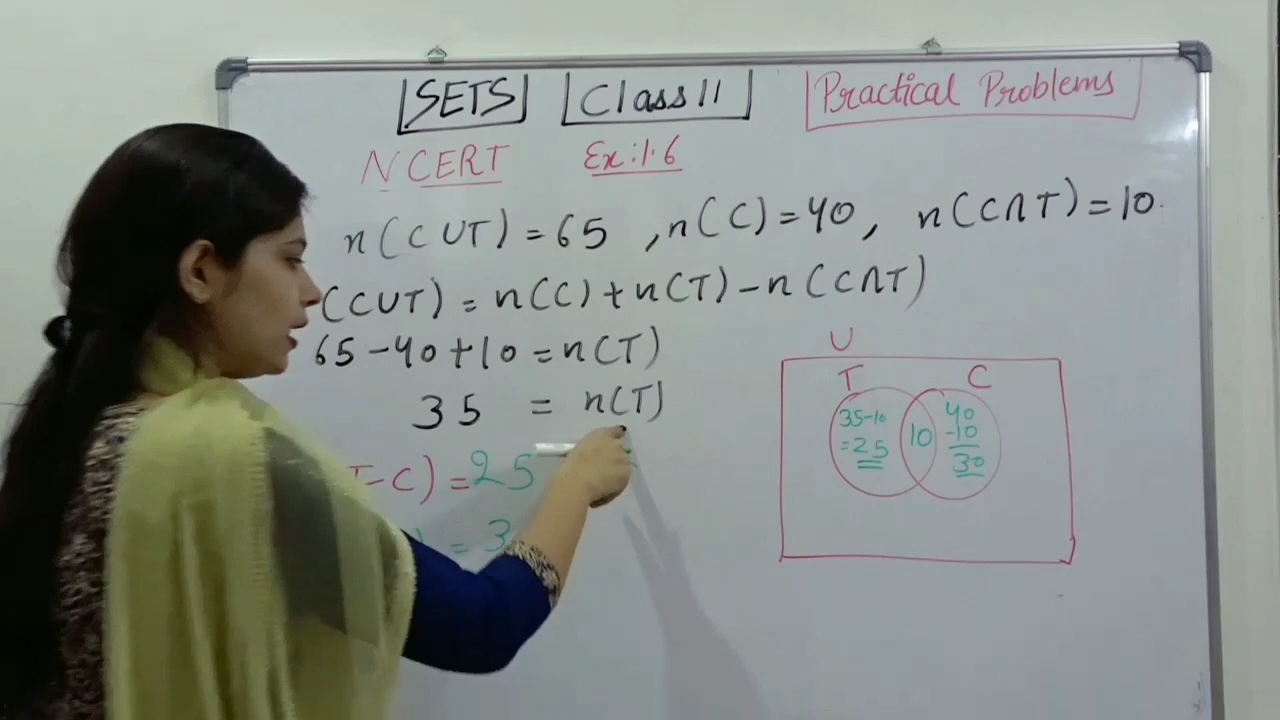 SETS Class 11 Practical Problems
NCERT Ex:1.6
n(C∪T) = 65, n(C) = 40, n(C∩T) = 10.
(C∪T) = n(C) + n(T) - n(C∩T)
65 - 40 + 10 = n(T)
35 = n(T)
T-C) = 25
= 3
U
T C
35-10
= 25
10
40
-10
30